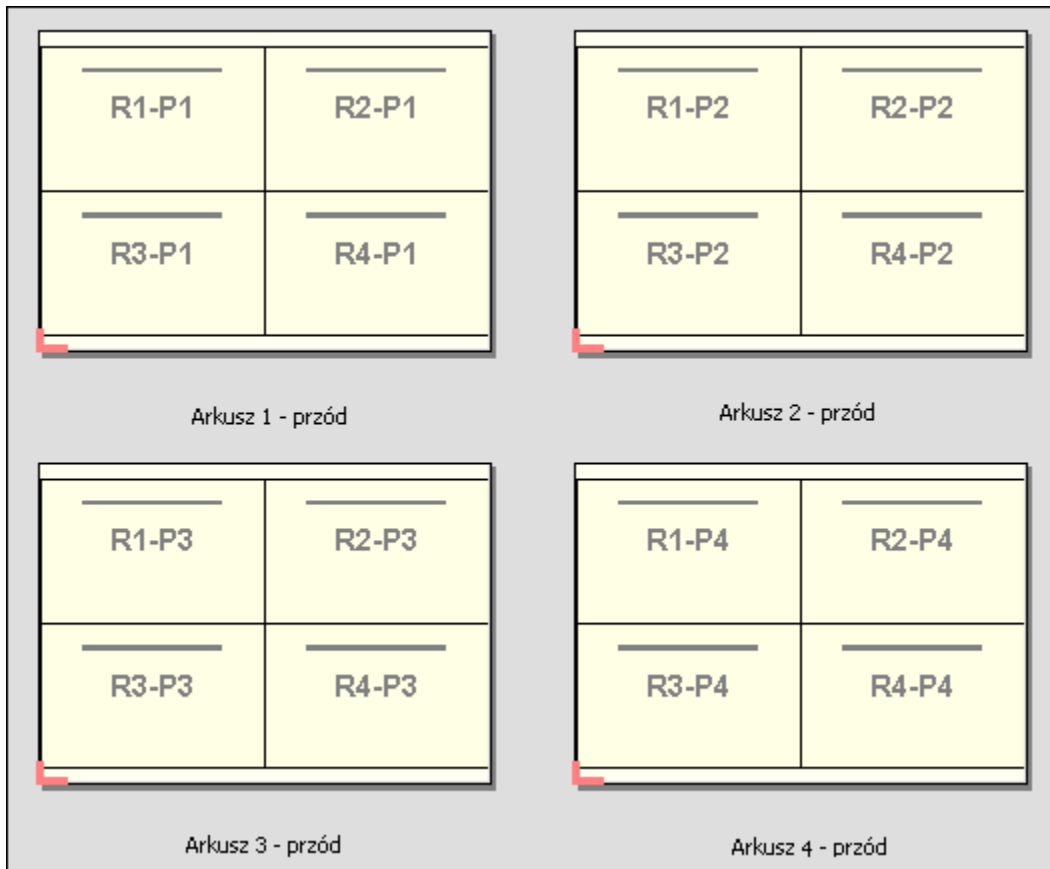 R1-P1 R2-P1
R3-P1 R4-P1
Arkusz 1 - przód
R1-P2 R2-P2
R3-P2 R4-P2
Arkusz 2 - przód
R1-P3 R2-P3
R3-P3 R4-P3
Arkusz 3 - przód
R1-P4 R2-P4
R3-P4 R4-P4
Arkusz 4 - przód